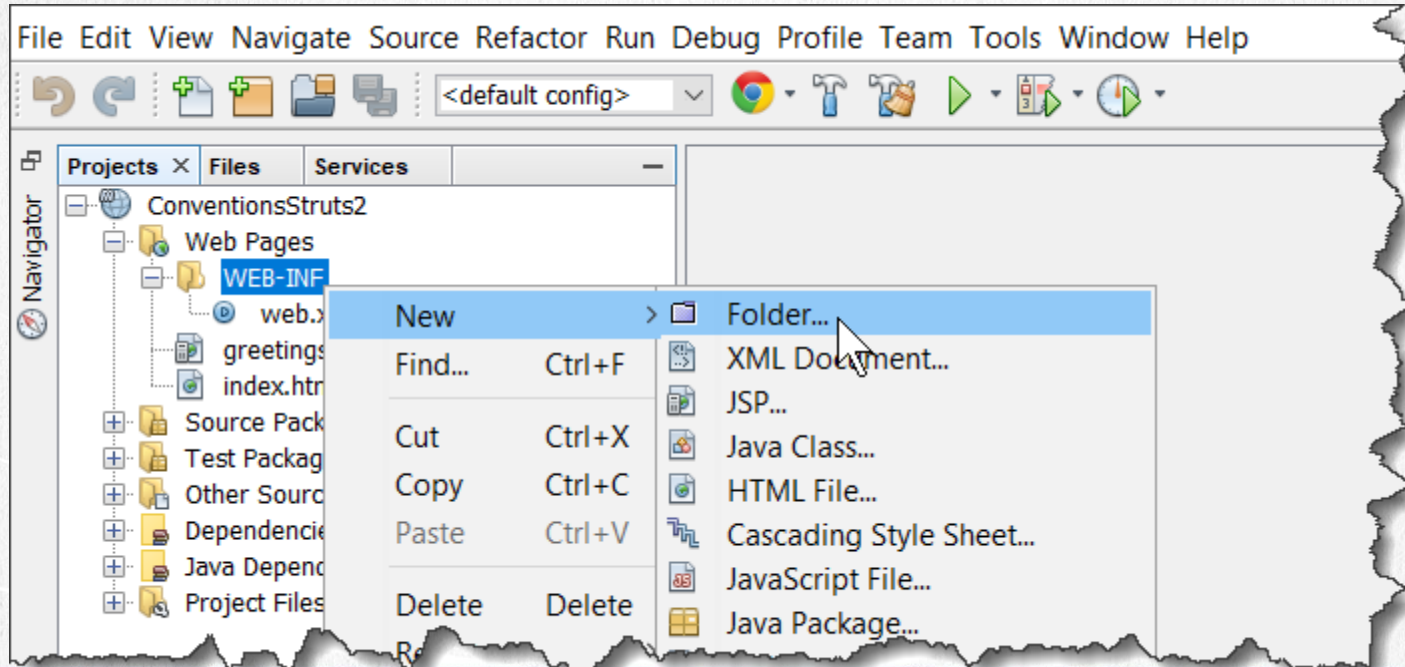 File Edit View Navigate Source Refactor Run Debug Profile Team Tools Window Help
<default config>
Projects Files Services
Navigator
ConventionsStruts2
Web Pages
WEB-INF
web.x
greetings
index.htm
Source Pack
Test Packag
Other Sourc
Dependencie
Java Depend
Project Files
New
Find... Ctrl+F
Cut Ctrl+X
Copy Ctrl+C
Paste Ctrl+V
Delete Delete
Folder...
XML Document...
JSP...
Java Class...
HTML File...
Cascading Style Sheet...
JavaScript File...
Java Package...